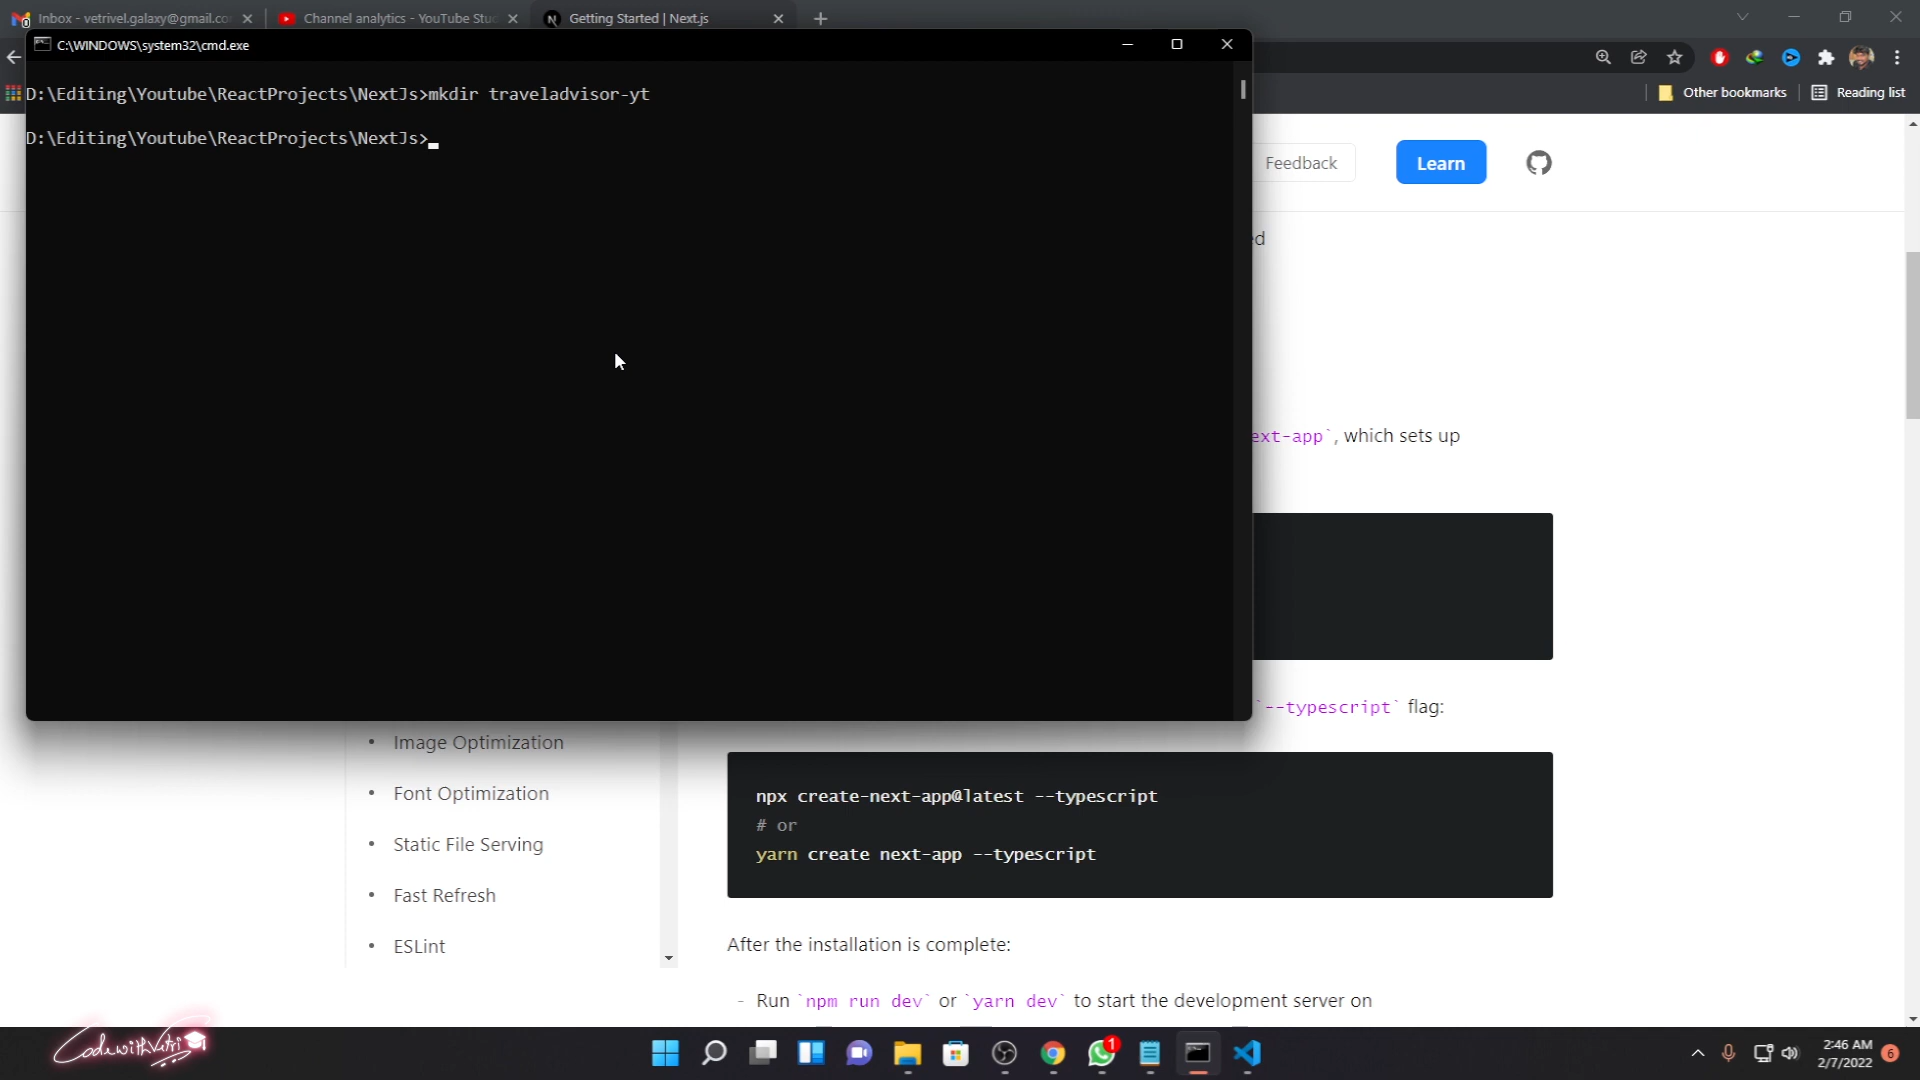 Inbox - vetrivel.galaxy@gmail.co
Channel analytics - YouTube Stu
Getting Started | Next.js
C:\WINDOWS\system32\cmd.exe
Other bookmarks
Reading list
D:\Editing\Youtube\ReactProjects\NextJs>mkdir traveladvisor-yt
D:\Editing\Youtube\ReactProjects\NextJs>
Feedback
Learn
ed
ext-app`, which sets up
`--typescript` flag:
• Image Optimization
• Font Optimization
• Static File Serving
• Fast Refresh
• ESLint
npx create-next-app@latest --typescript
# or
yarn create next-app --typescript
After the installation is complete:
- Run `npm run dev` or `yarn dev` to start the development server on
CodewithVetri
1
2:46 AM
2/7/2022
6